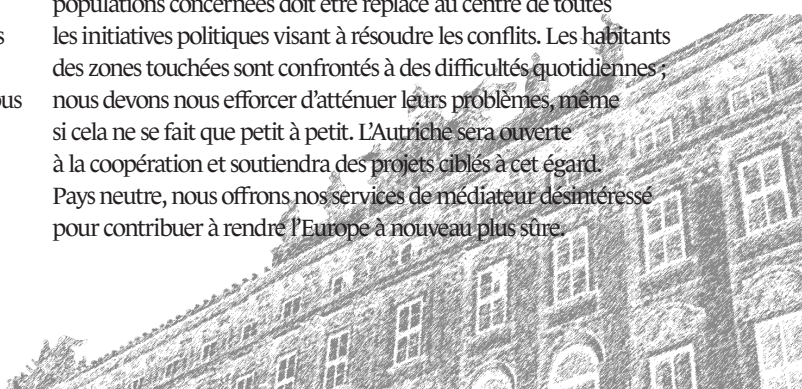 populations concernées doit être replacé au centre de toutes
les initiatives politiques visant à résoudre les conflits. Les habitants
des zones touchées sont confrontés à des difficultés quotidiennes ;
nous devons nous efforcer d’atténuer leurs problèmes, même
si cela ne se fait que petit à petit. L’Autriche sera ouverte
à la coopération et soutiendra des projets ciblés à cet égard.
Pays neutre, nous offrons nos services de médiateur désintéressé
pour contribuer à rendre l’Europe à nouveau plus sûre.